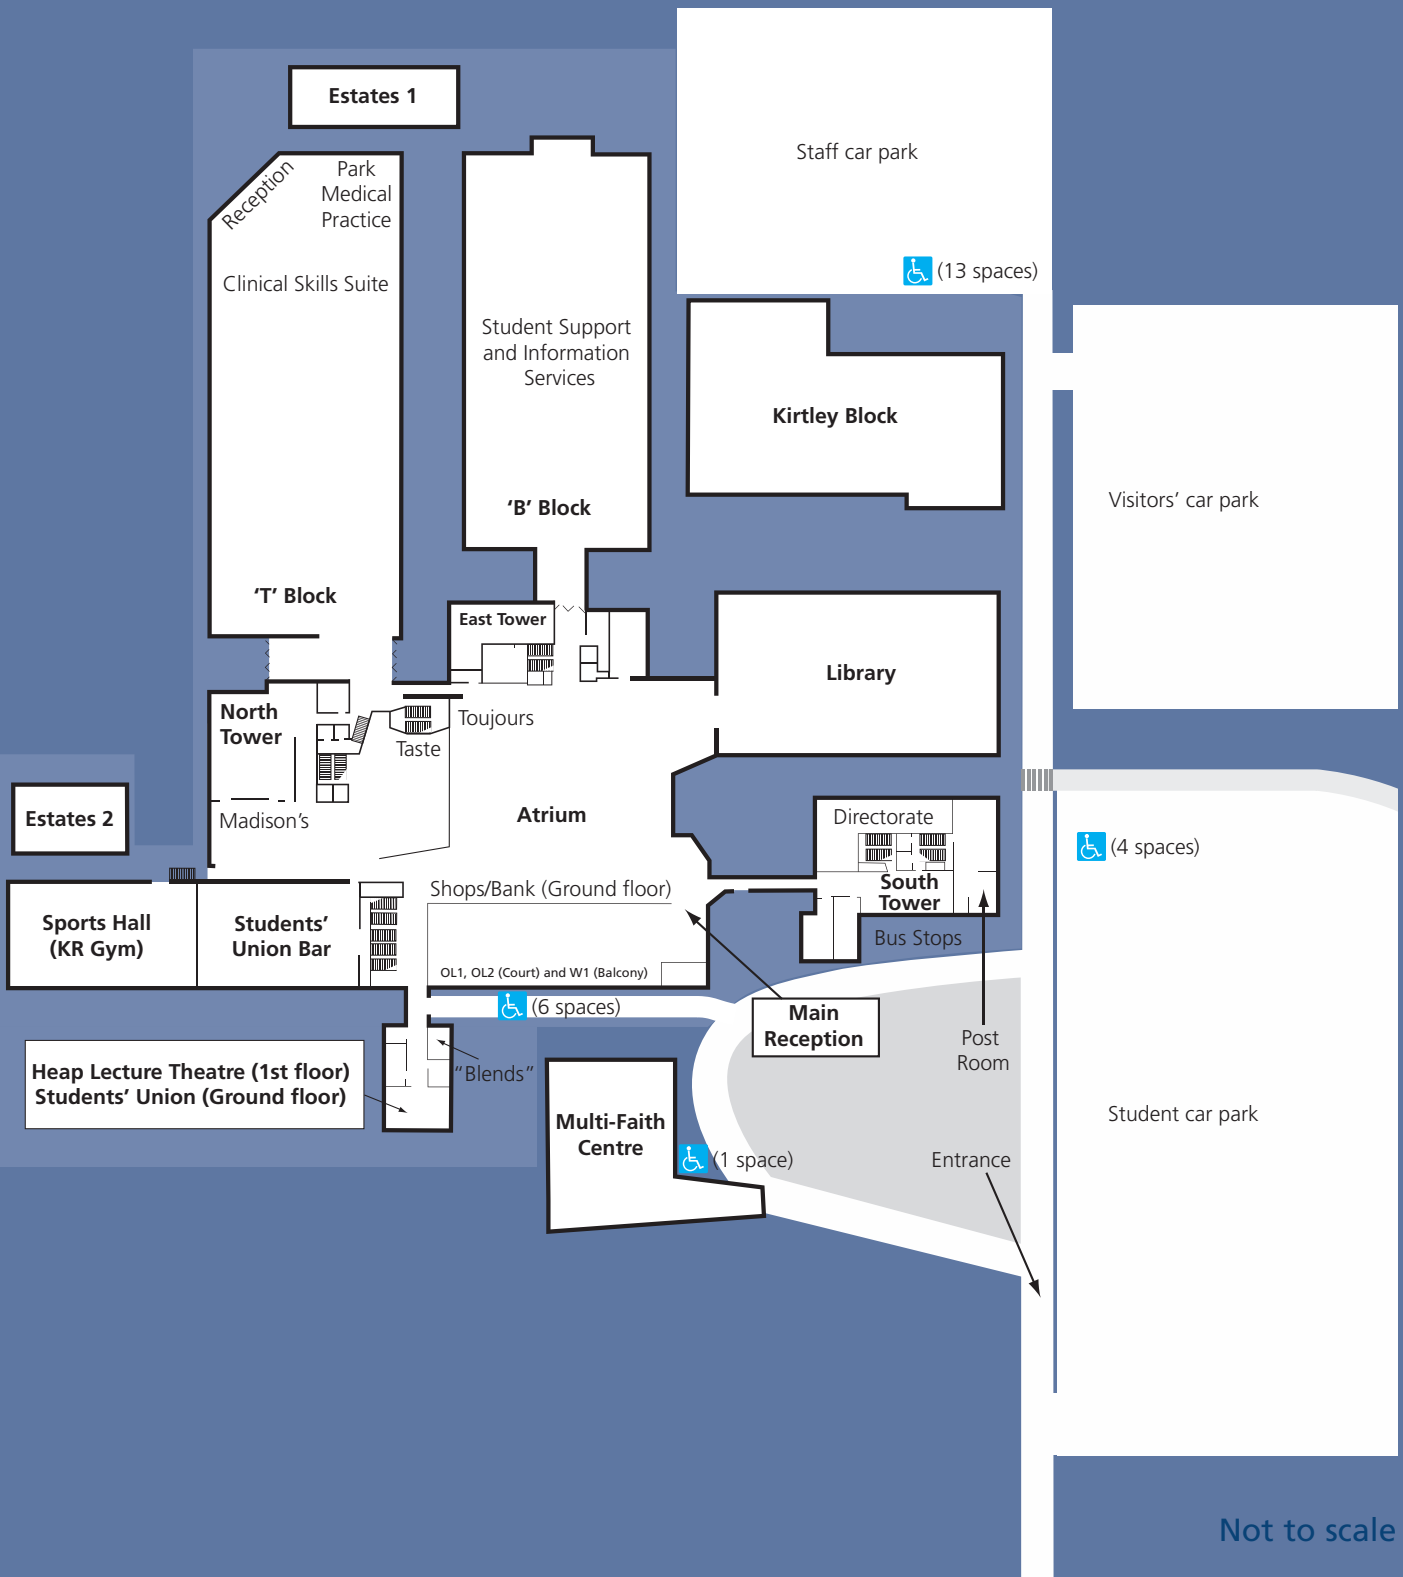 Estates 1
Staff car park
Reception
Park
Medical
Practice
(13 spaces)
Clinical Skills Suite
Student Support
and Information
Services
Kirtley Block
Visitors’ car park
‘B’ Block
‘T’ Block
East Tower
Library
North
Tower
Toujours
Taste
Estates 2
Madison’s
Atrium
Directorate
(4 spaces)
South
Tower
Shops/Bank (Ground floor)
Sports Hall
(KR Gym)
Students’
Union Bar
Bus Stops
OL1, OL2 (Court) and W1 (Balcony)
(6 spaces)
Main
Reception
Post
Room
Heap Lecture Theatre (1st floor)
Students’ Union (Ground floor)
“Blends”
Multi-Faith
Centre
Student car park
(1 space)
Entrance
Not to scale